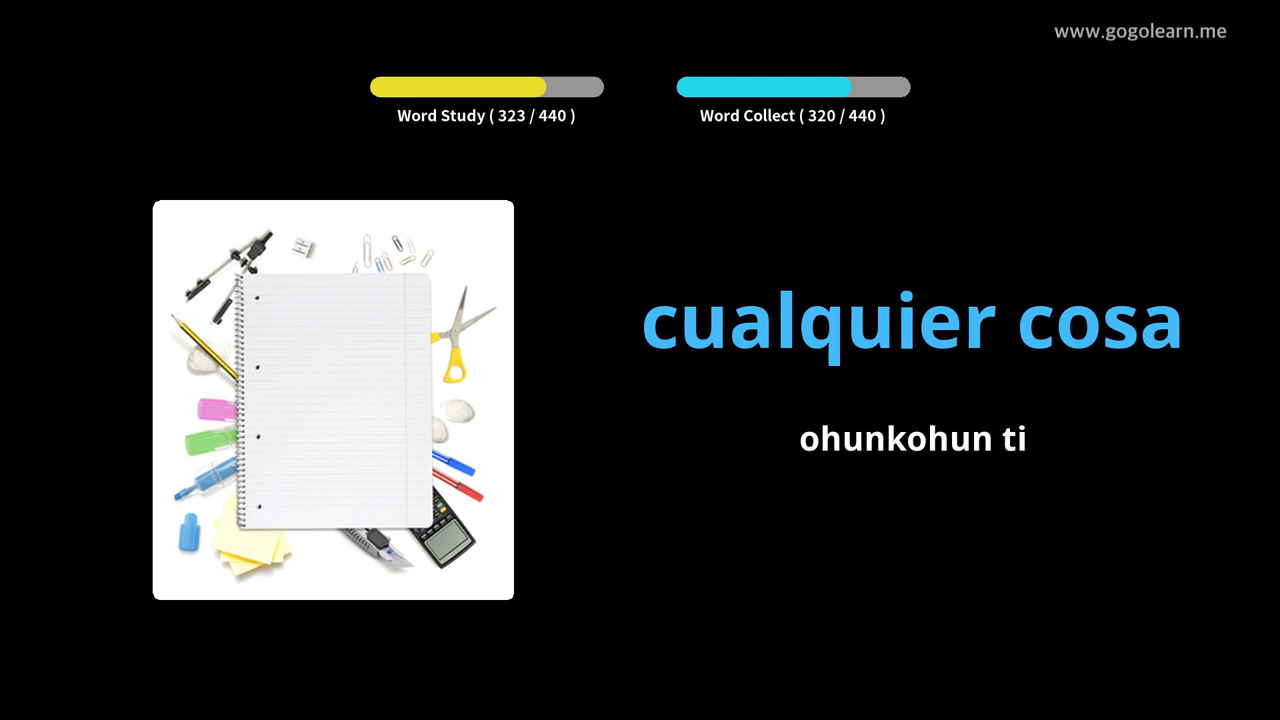 www.gogolearn.me
Word Study ( 323 / 440 )
Word Collect ( 320 / 440 )
cualquier cosa
ohunkohun ti